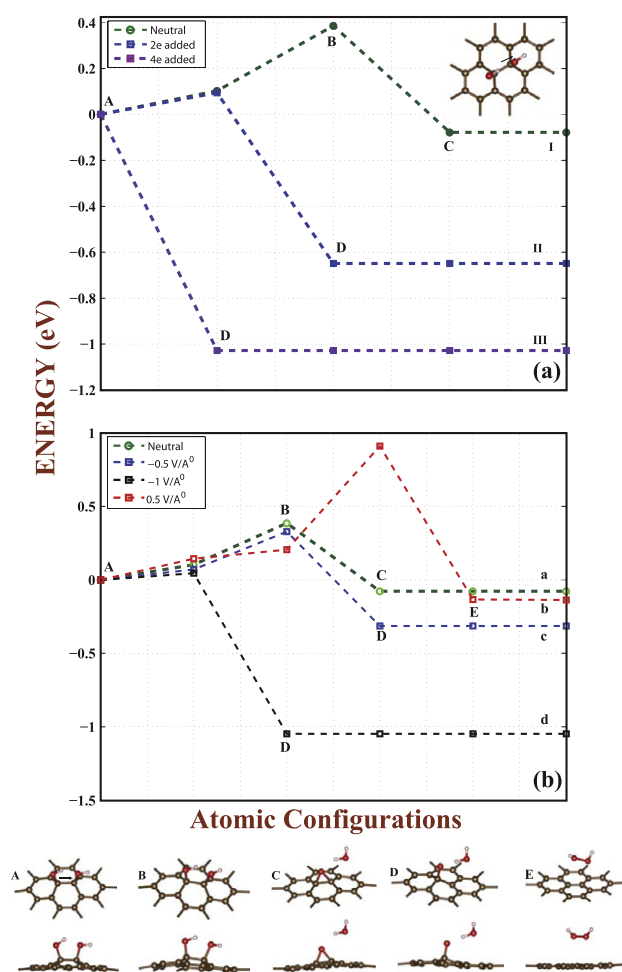 0.4
0.2
0
−0.2
−0.4
−0.6
−0.8
−1
−1.2
Neutral
2e added
4e added
A
B
C
I
D
II
D
III
(a)
ENERGY (eV)
1
0.5
0
−0.5
−1
−1.5
Neutral
−0.5 V/A⁰
−1 V/A⁰
0.5 V/A⁰
A
B
C
a
E
b
D
c
D
d
(b)
Atomic Configurations
A B C D E